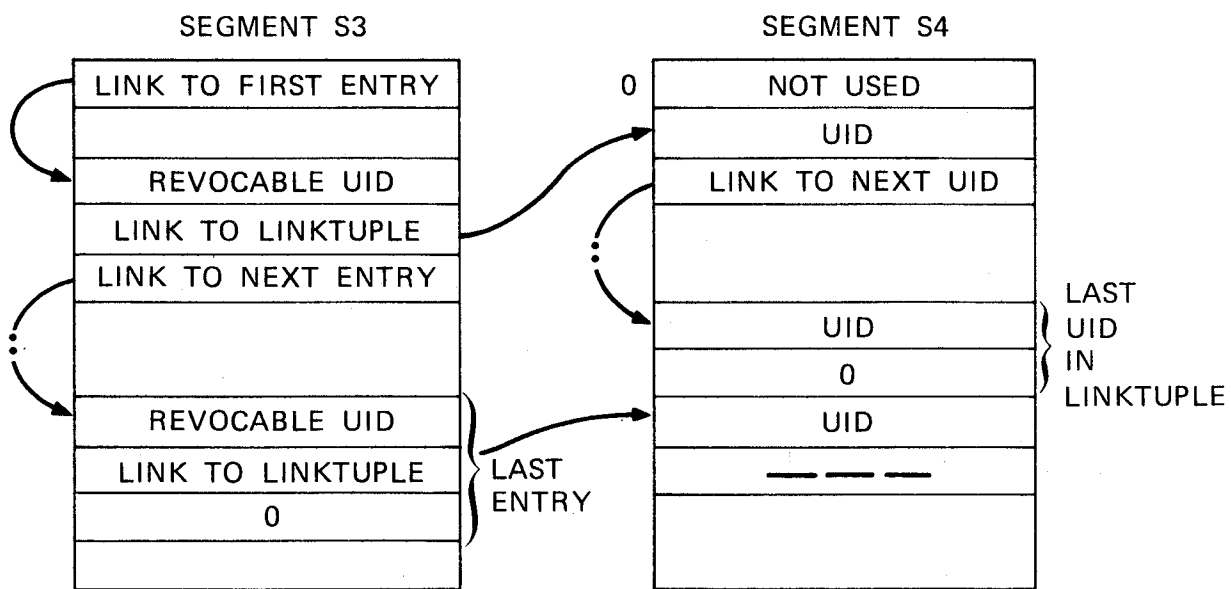 SEGMENT S3
LINK TO FIRST ENTRY
REVOCABLE UID
LINK TO LINKTUPLE
LINK TO NEXT ENTRY
REVOCABLE UID
LINK TO LINKTUPLE
0
LAST
ENTRY
SEGMENT S4
0
NOT USED
UID
LINK TO NEXT UID
UID
0
UID
LAST
UID
IN
LINKTUPLE